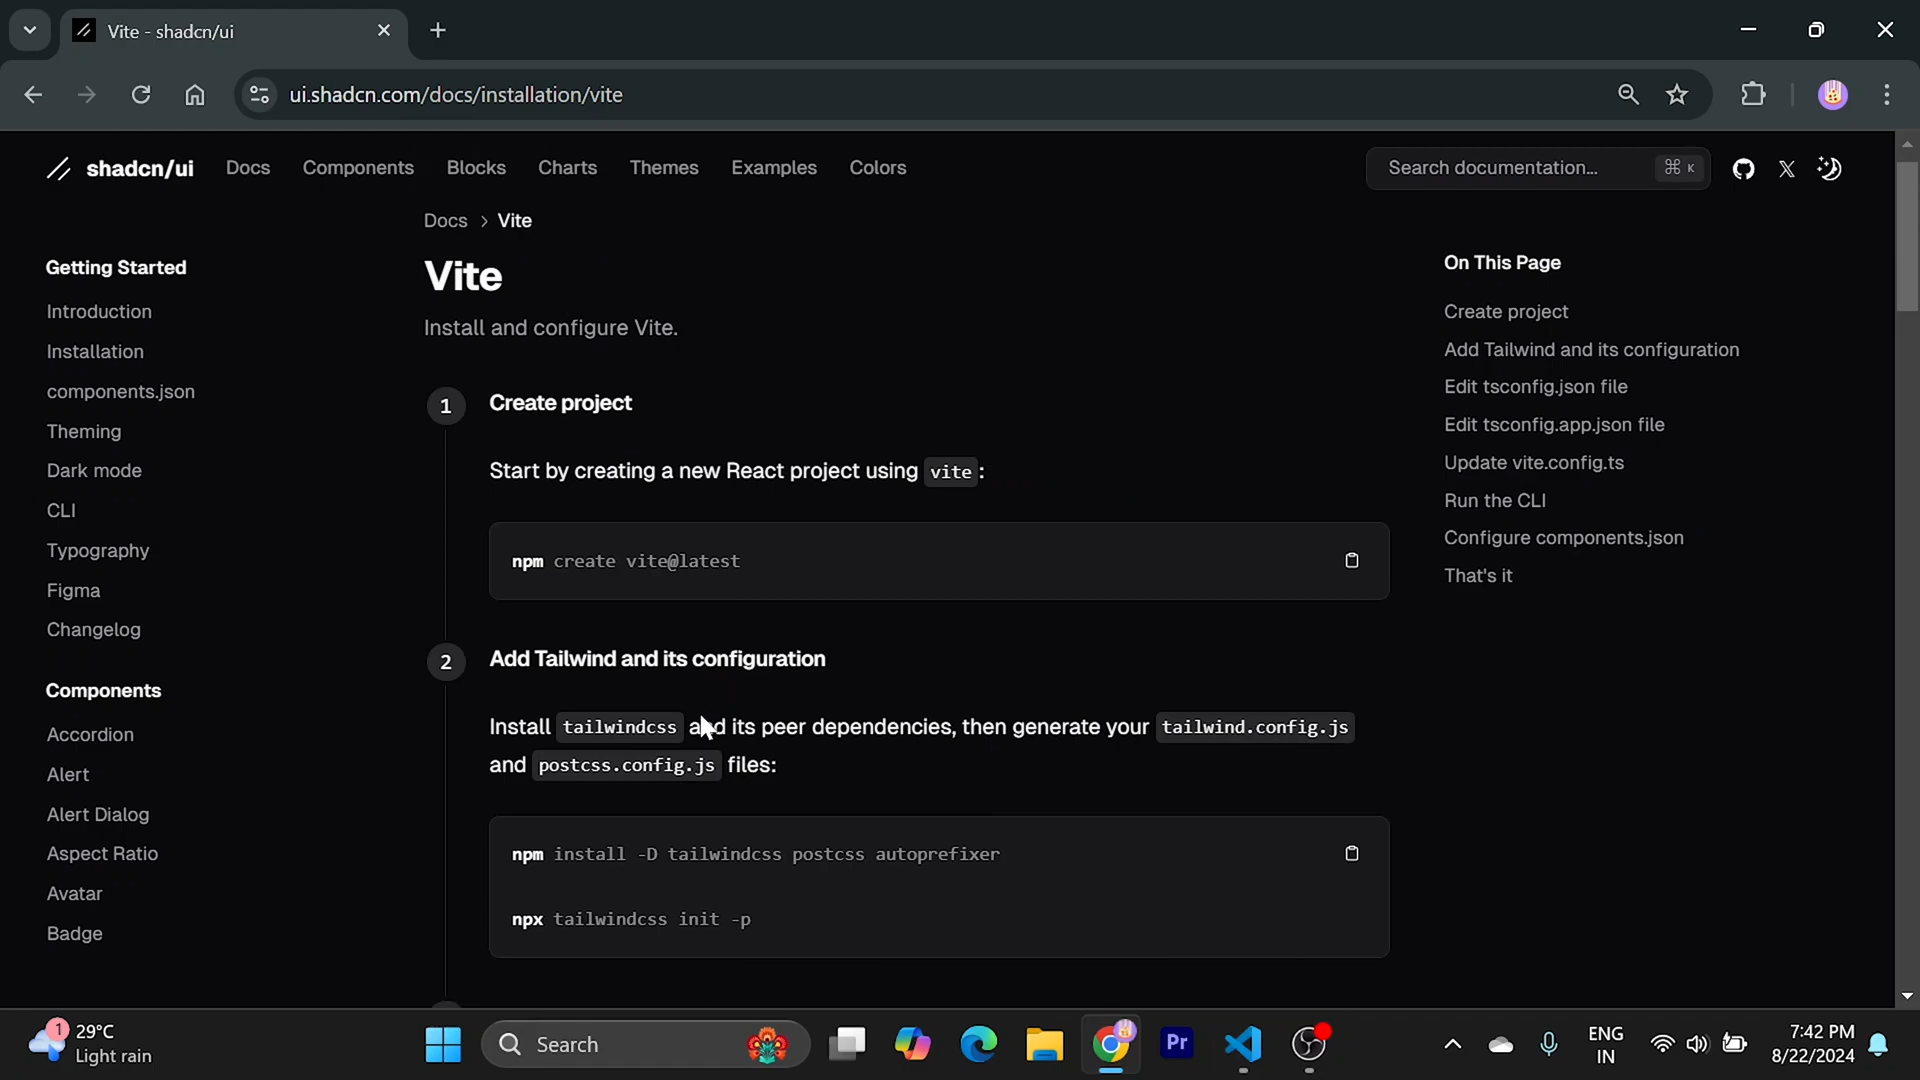 Vite - shadcn/ui
ui.shadcn.com/docs/installation/vite
shadcn/ui
Docs
Components
Blocks
Charts
Themes
Examples
Colors
Search documentation...
⌘ K
Docs > Vite
Getting Started
Introduction
Installation
components.json
Theming
Dark mode
CLI
Typography
Figma
Changelog
Components
Accordion
Alert
Alert Dialog
Aspect Ratio
Avatar
Badge
Vite
Install and configure Vite.
1
Create project
Start by creating a new React project using vite:
npm create vite@latest
2
Add Tailwind and its configuration
Install tailwindcss and its peer dependencies, then generate your tailwind.config.js
and postcss.config.js files:
npm install -D tailwindcss postcss autoprefixer
npx tailwindcss init -p
On This Page
Create project
Add Tailwind and its configuration
Edit tsconfig.json file
Edit tsconfig.app.json file
Update vite.config.ts
Run the CLI
Configure components.json
That's it
1
29°C
Light rain
Search
Pr
ENG
IN
7:42 PM
8/22/2024